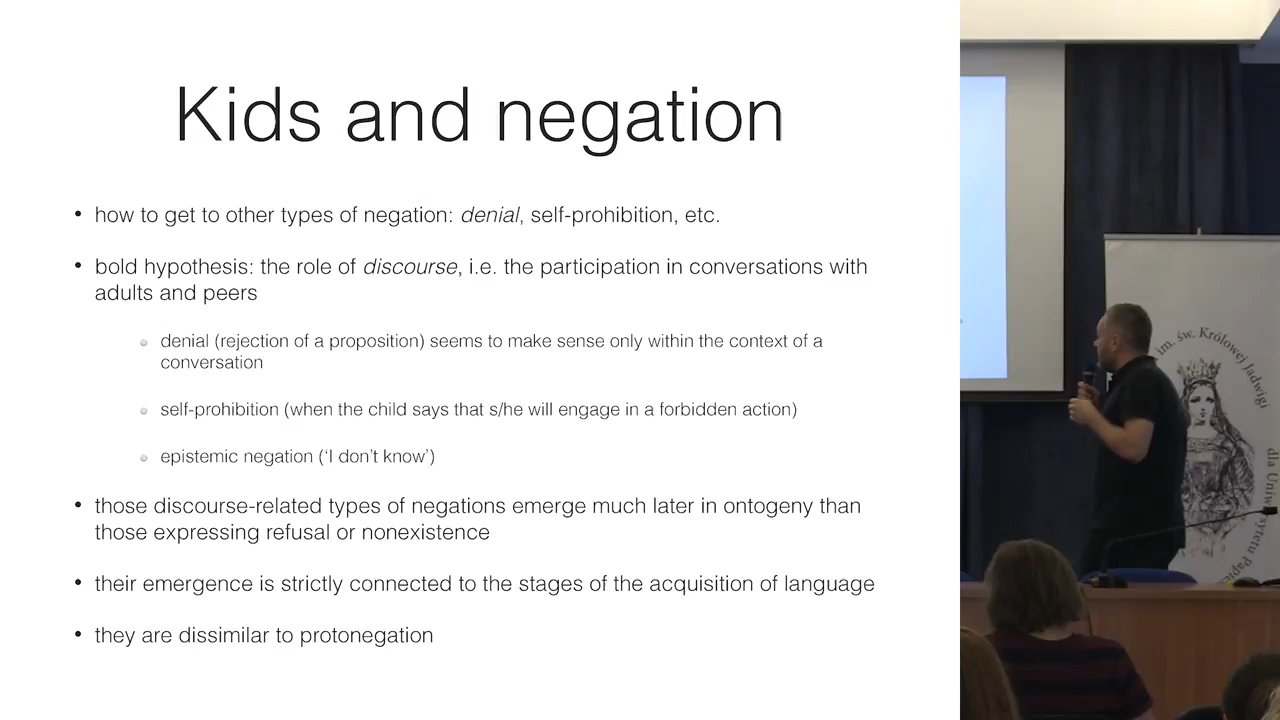 Kids and negation
• how to get to other types of negation: denial, self-prohibition, etc.
• bold hypothesis: the role of discourse, i.e. the participation in conversations with
adults and peers
denial (rejection of a proposition) seems to make sense only within the context of a
conversation
self-prohibition (when the child says that s/he will engage in a forbidden action)
epistemic negation (‘I don’t know’)
• those discourse-related types of negations emerge much later in ontogeny than
those expressing refusal or nonexistence
• their emergence is strictly connected to the stages of the acquisition of language
• they are dissimilar to protonegation
im. św. Królowej Jadwigi
dla